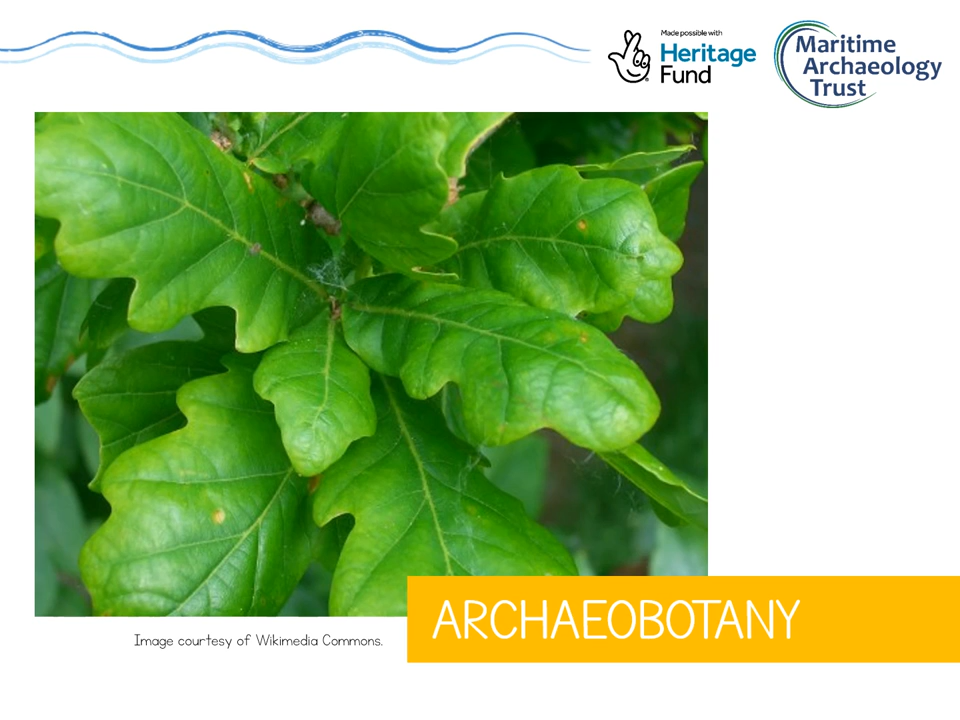 Made possible with
Heritage
Fund
Maritime
Archaeology
Trust
ARCHAEOBOTANY
Image courtesy of Wikimedia Commons.